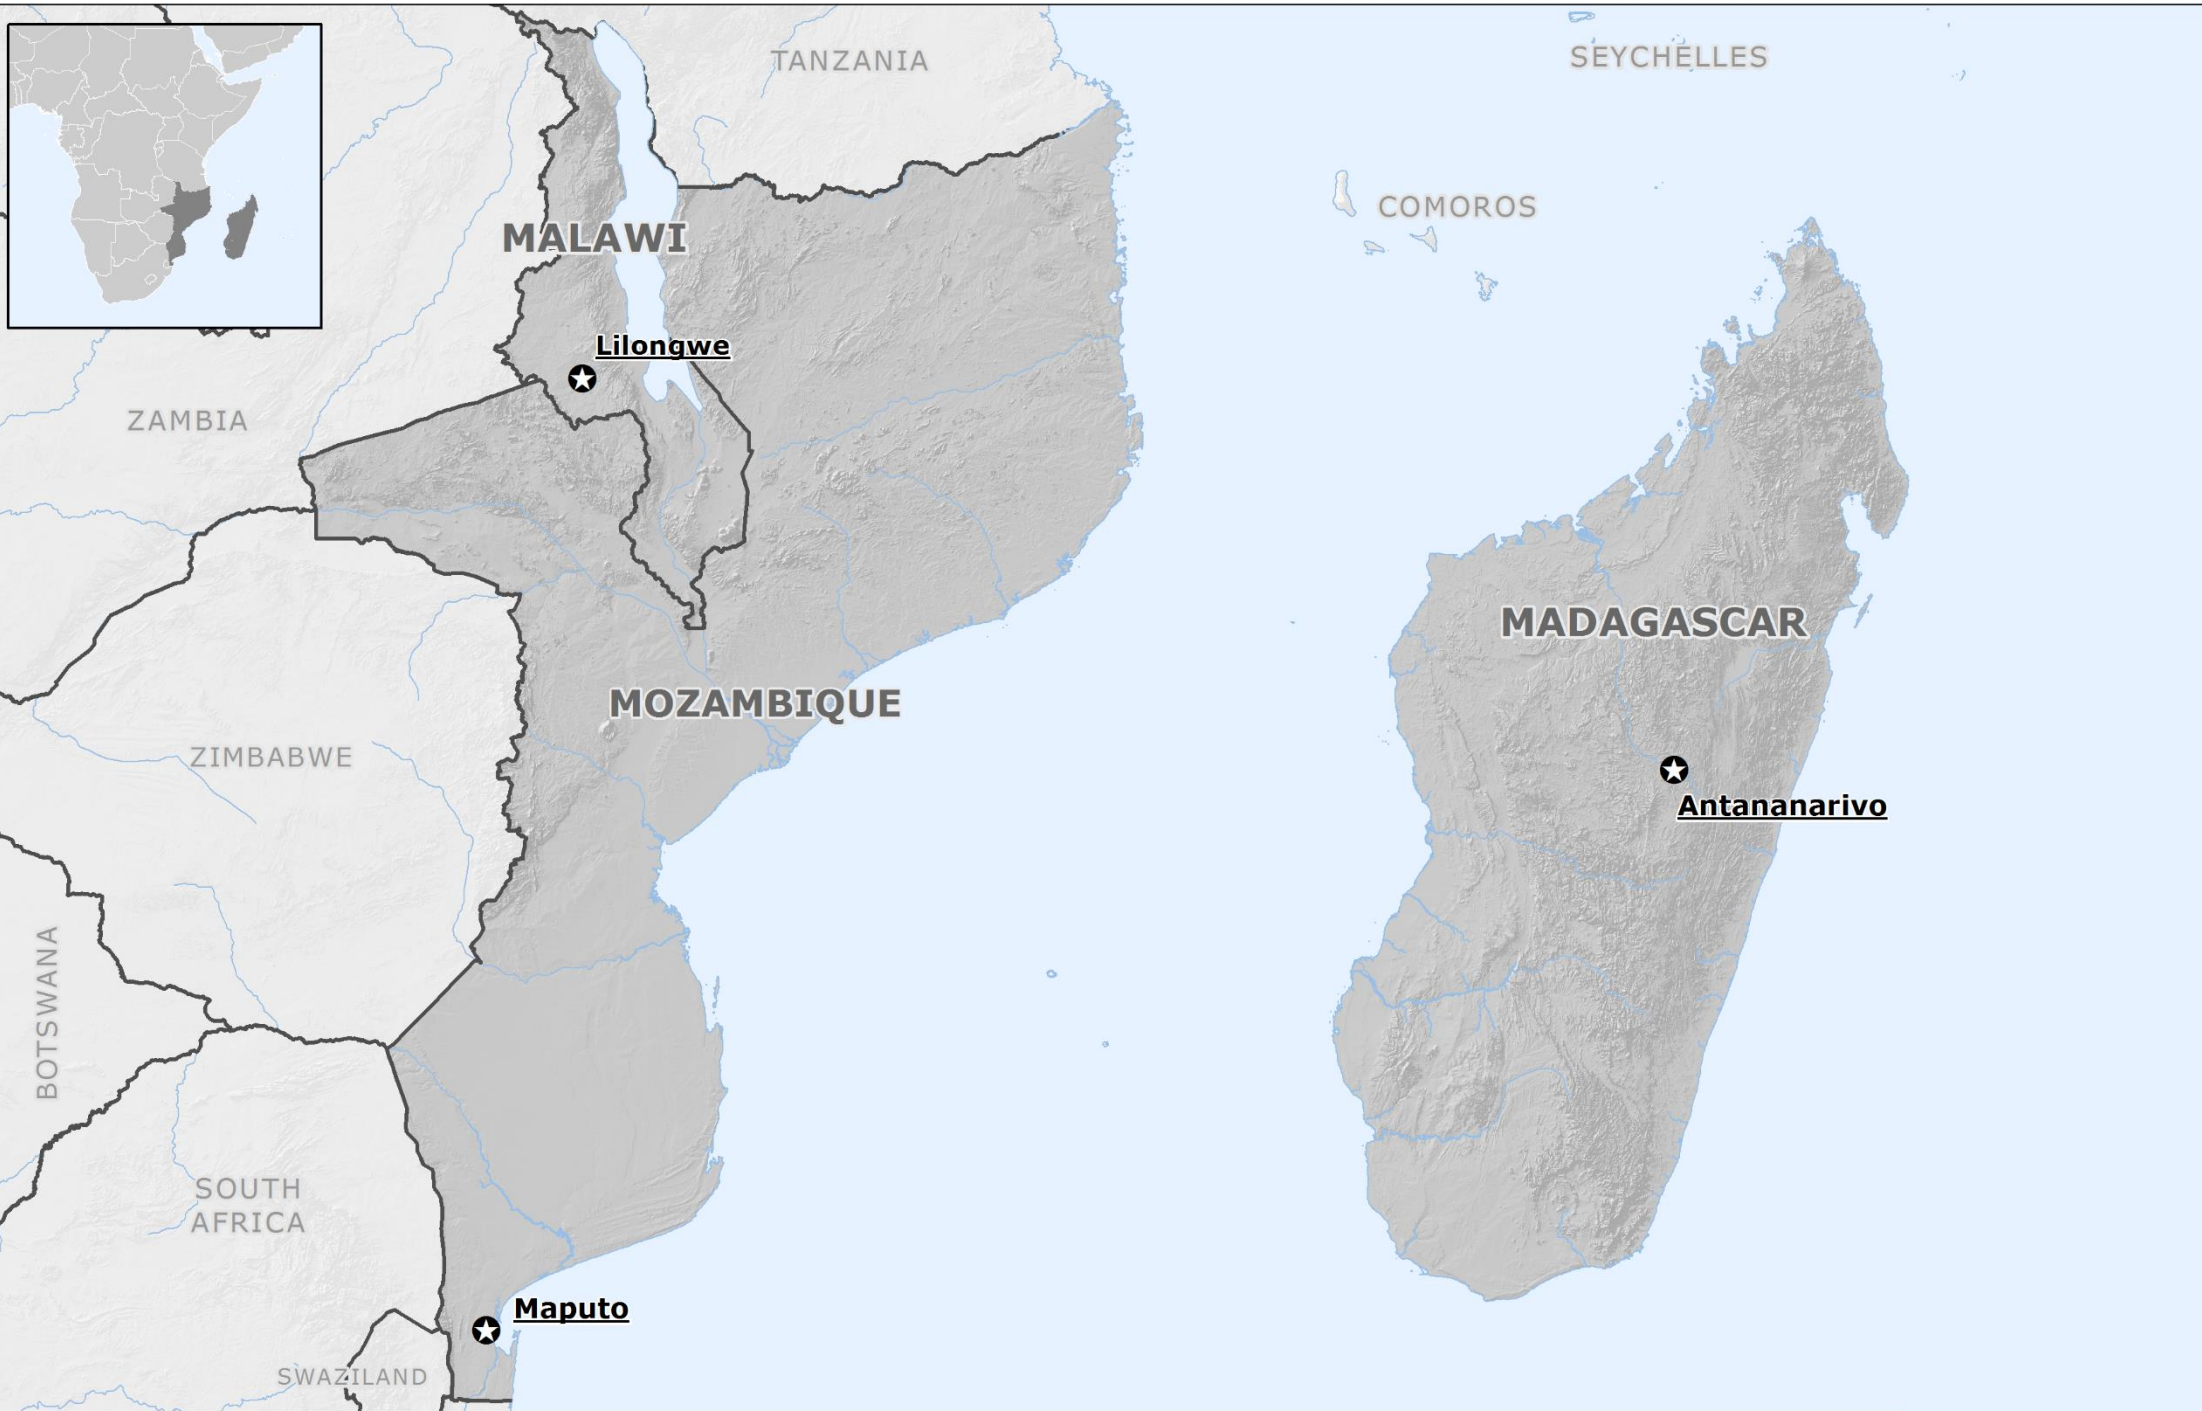 TANZANIA
SEYCHELLES
COMOROS
MALAWI
Lilongwe
ZAMBIA
MADAGASCAR
MOZAMBIQUE
ZIMBABWE
Antananarivo
BOTSWANA
SOUTH
AFRICA
Maputo
SWAZILAND